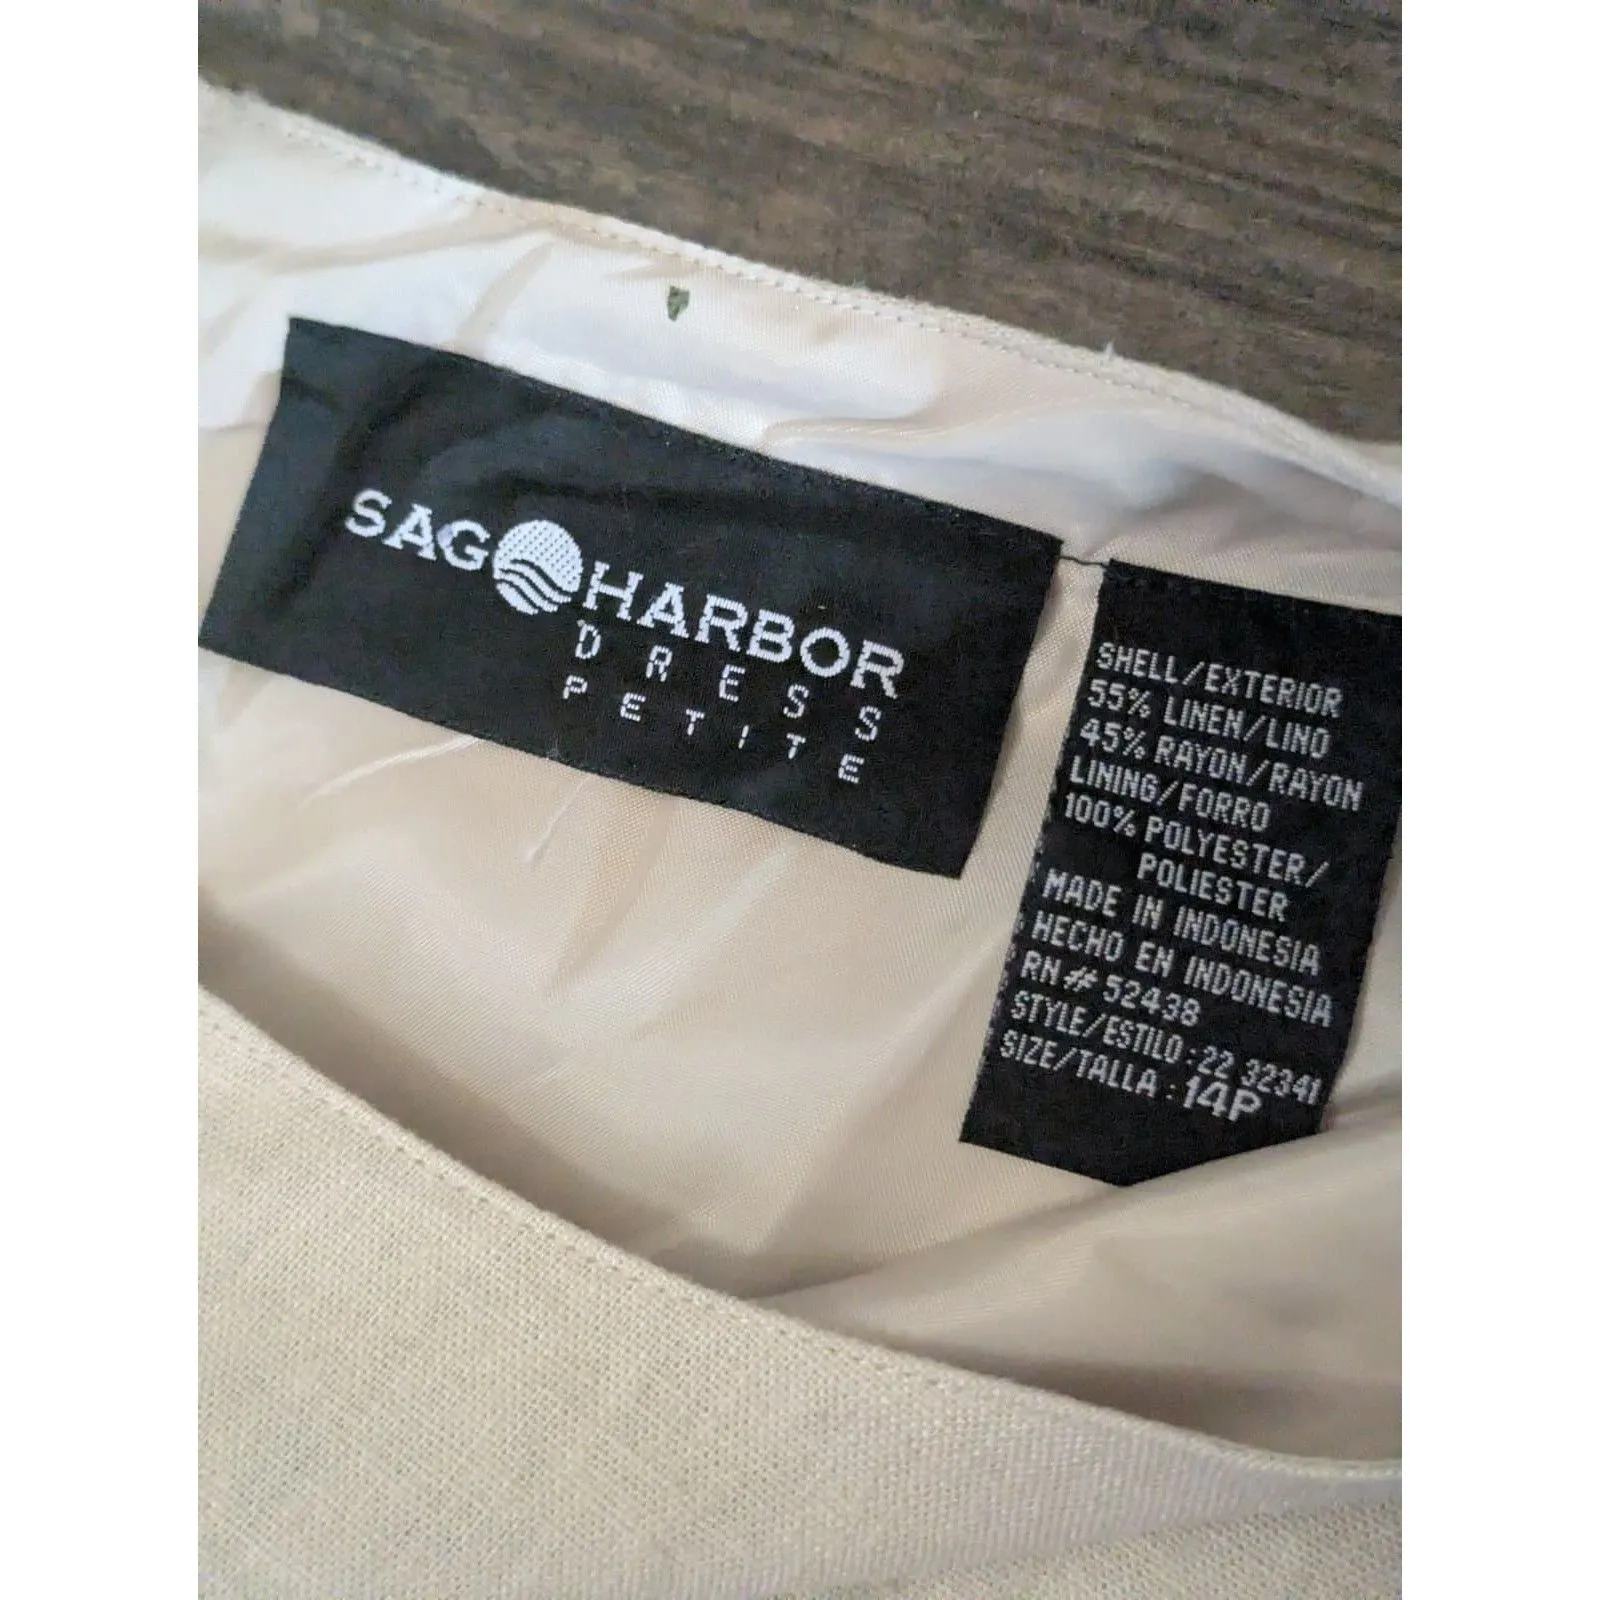 SAG HARBOR
DRESS
PETITE
SHELL/EXTERIOR
55% LINEN/LINO
45% RAYON/RAYON
LINING/FORRO
100% POLYESTER/
POLIESTER
MADE IN INDONESIA
HECHO EN INDONESIA
RN # 52438
STYLE/ESTILO : 22 32341
SIZE/TALLA : 14P